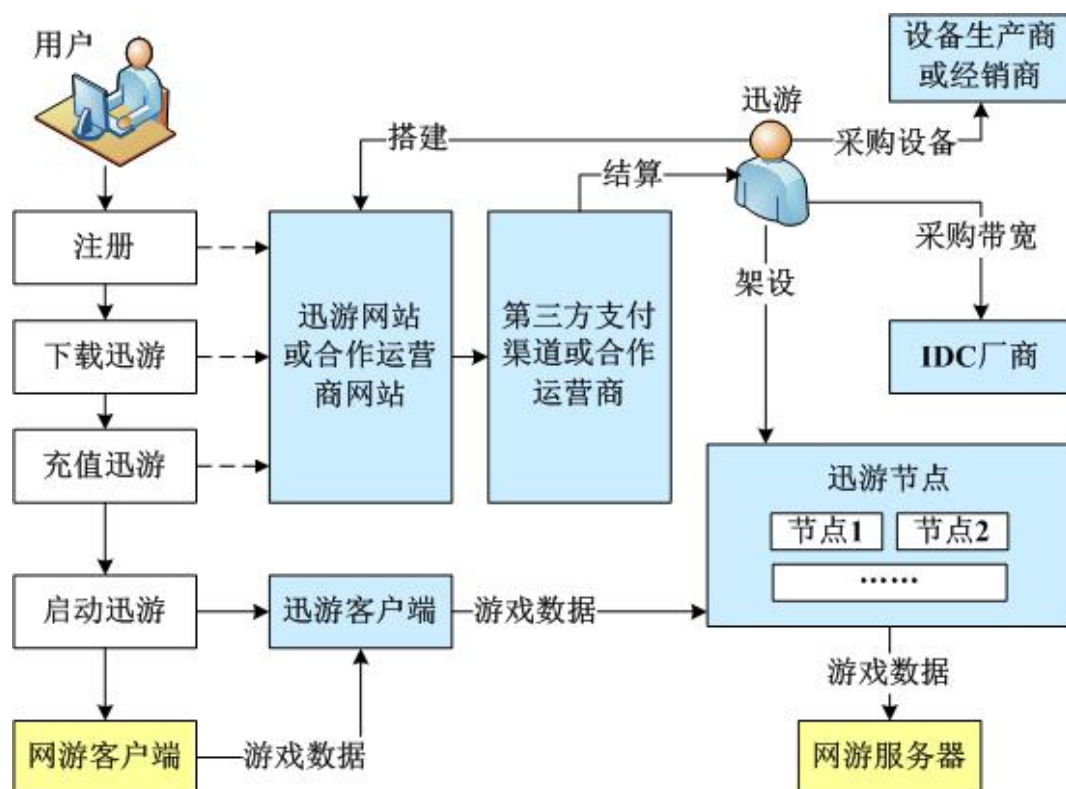 用户
设备生产商
或经销商
迅游
搭建
采购设备
结算
注册
采购带宽
架设
迅游网站
或合作运营
商网站
第三方支付
渠道或合作
运营商
下载迅游
IDC厂商
充值迅游
迅游节点
节点1
节点2
······
启动迅游
迅游客户端
游戏数据
游戏数据
网游客户端
游戏数据
网游服务器